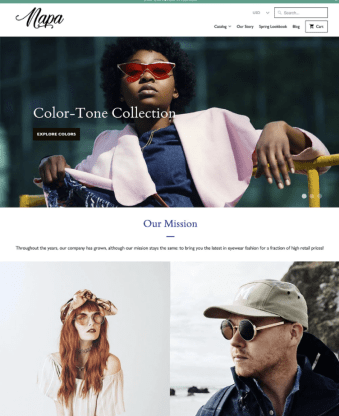 Mapa
USD
Search...
Catalog
Our Story
Spring Lookbook
Blog
Cart
Color-Tone Collection
EXPLORE COLORS
Our Mission
Throughout the years, our company has grown, although our mission stays the same: to bring you the latest in eyewear fashion for a fraction of high retail prices!